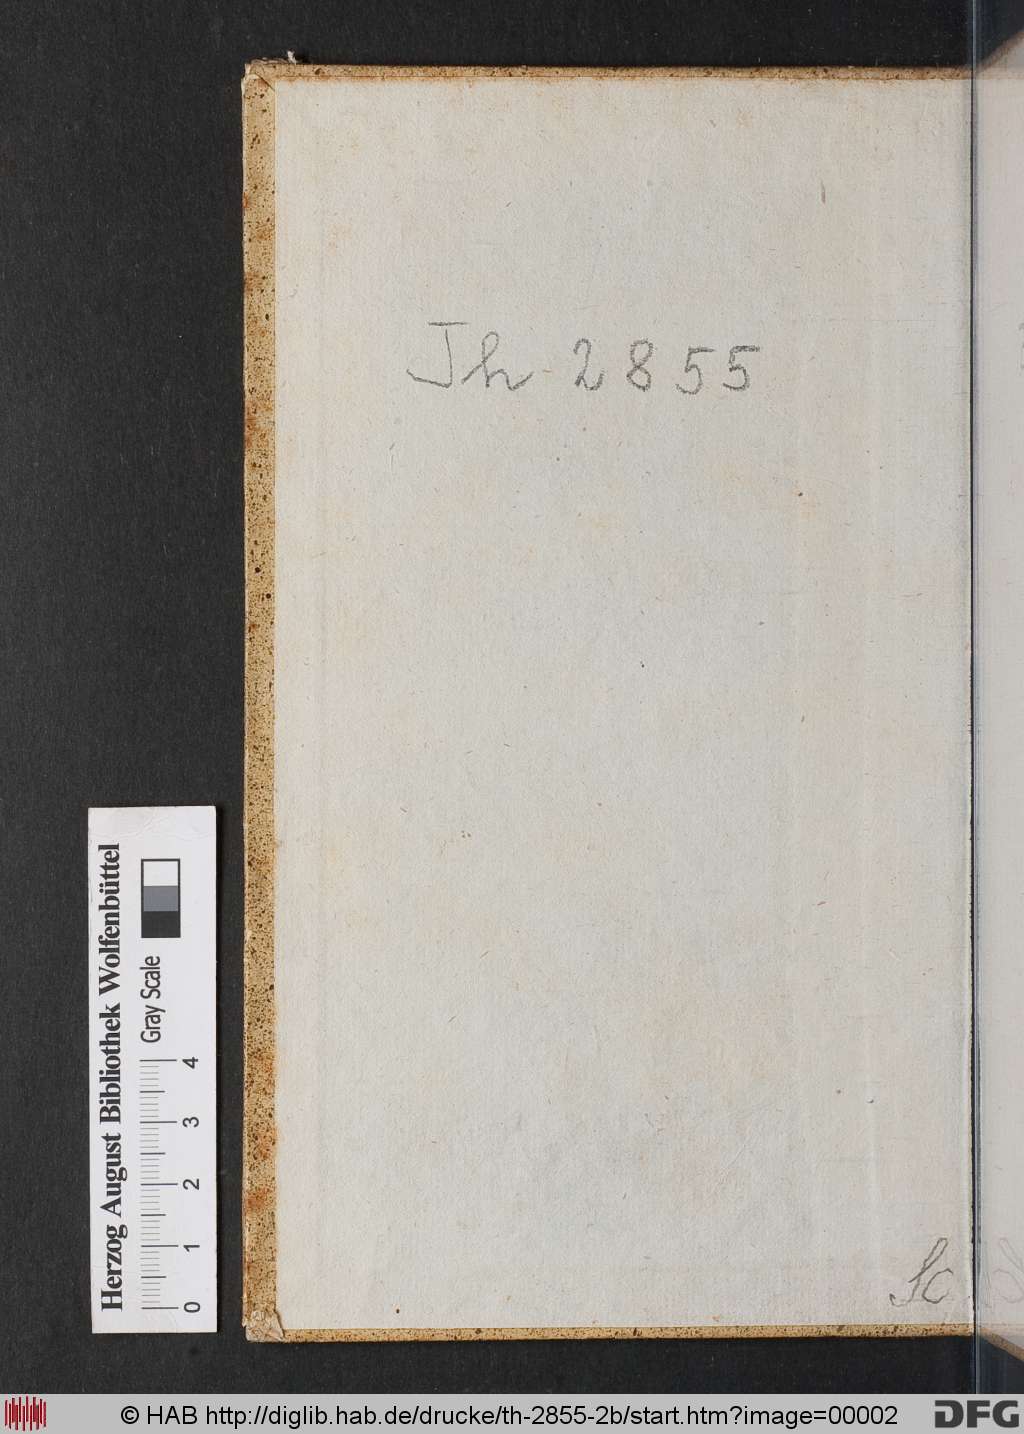 Th 2855
Herzog August Bibliothek Wolfenbüttel
Gray Scale
0 1 2 3 4
© HAB http://diglib.hab.de/drucke/th-2855-2b/start.htm?image=00002
DFG